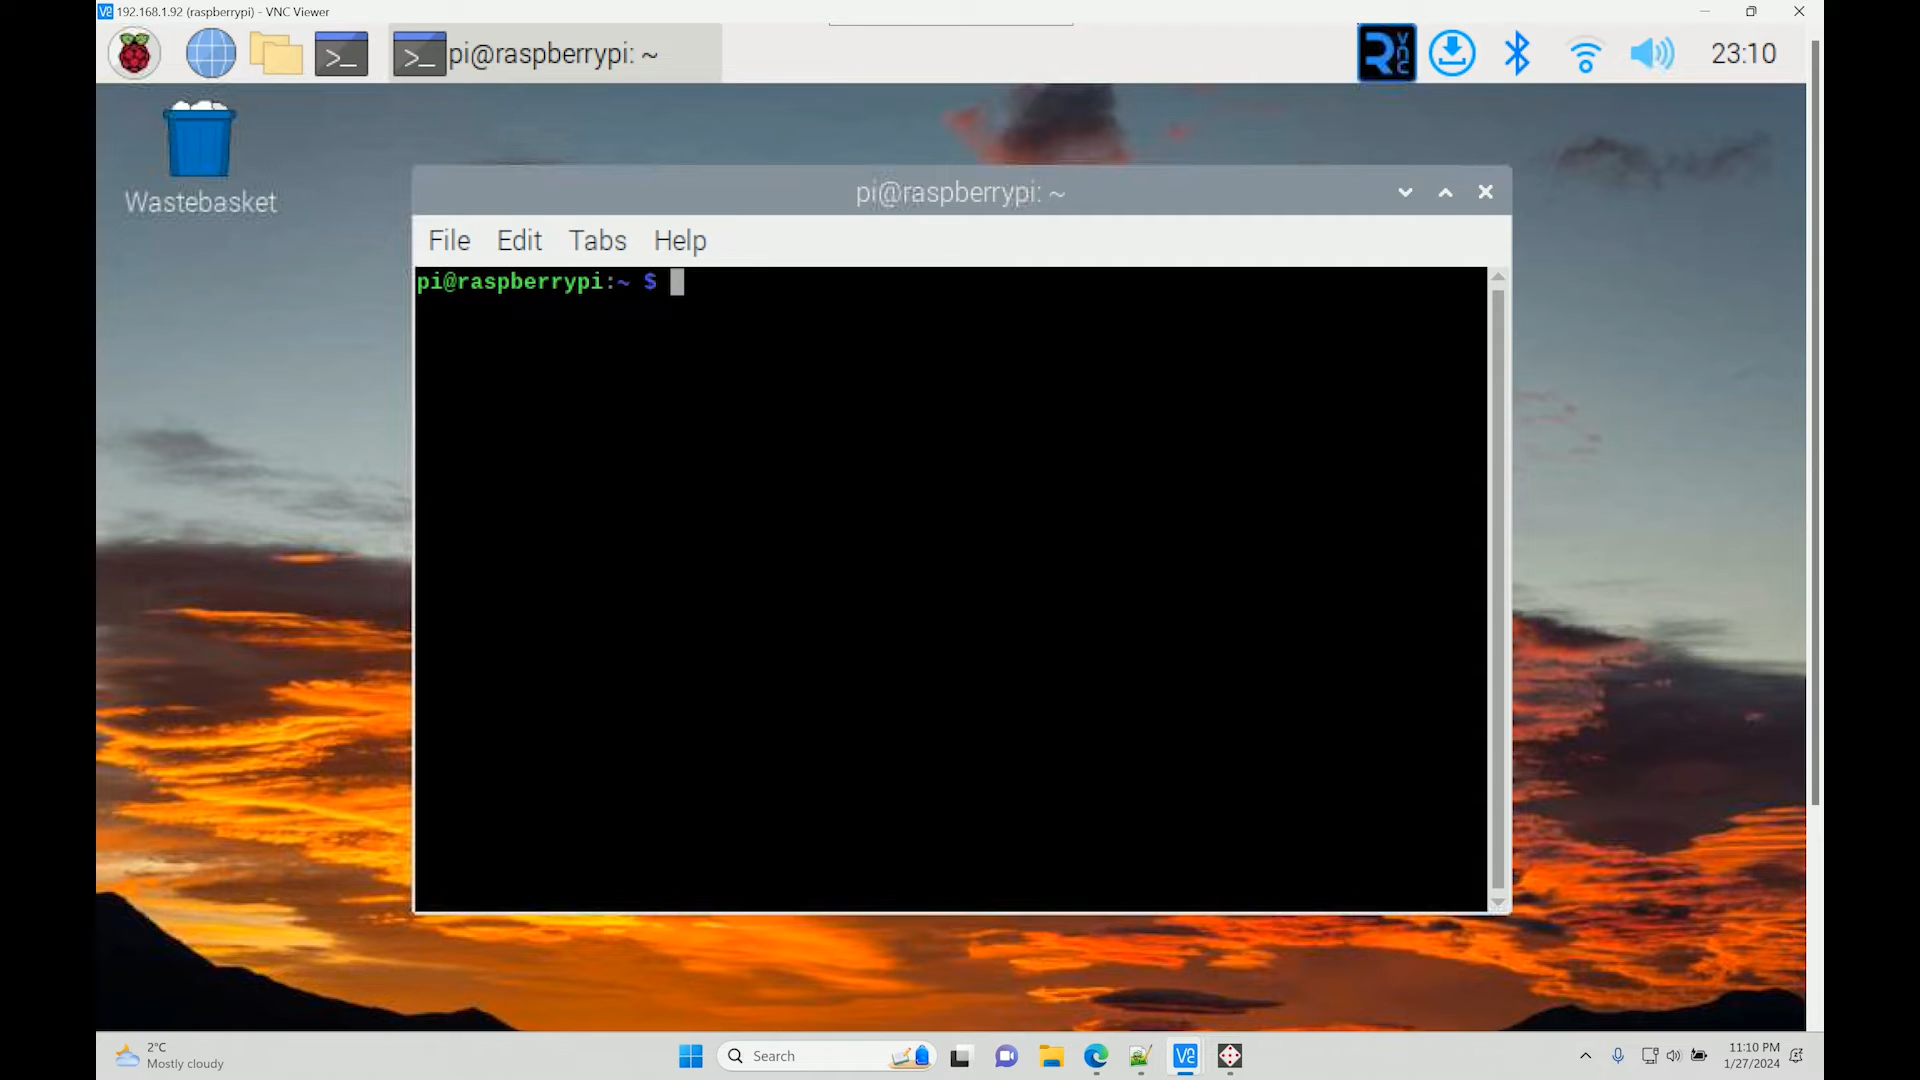 192.168.1.92 (raspberrypi) - VNC Viewer
pi@raspberrypi: ~
23:10
Wastebasket
pi@raspberrypi: ~
File Edit Tabs Help
pi@raspberrypi:~ $
2°C
Mostly cloudy
Search
11:10 PM
1/27/2024